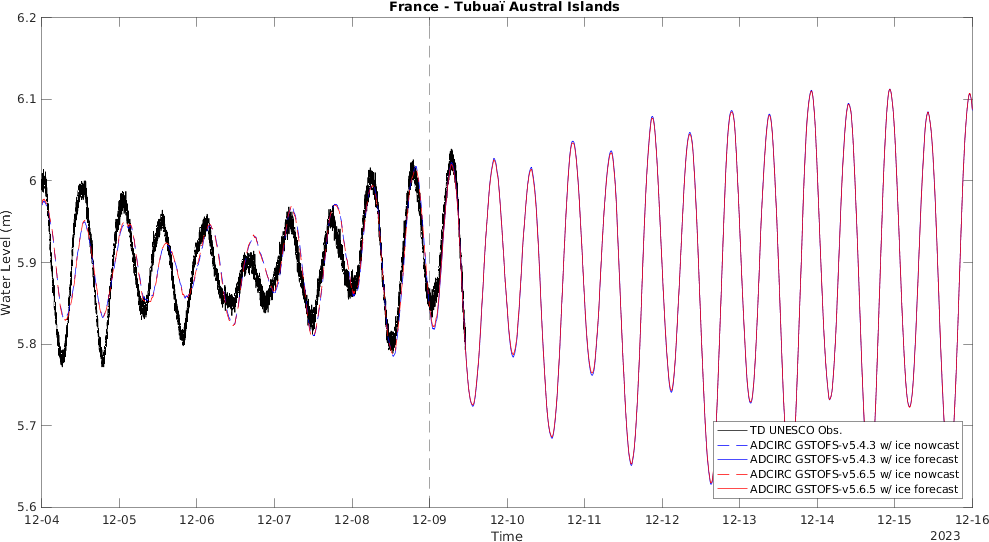 France - Tubuaï Austral Islands
6.2
6.1
6
5.9
5.8
5.7
5.6
Water Level (m)
TD UNESCO Obs.
ADCIRC GSTOFS-v5.4.3 w/ ice nowcast
ADCIRC GSTOFS-v5.4.3 w/ ice forecast
ADCIRC GSTOFS-v5.6.5 w/ ice nowcast
ADCIRC GSTOFS-v5.6.5 w/ ice forecast
12-04 12-05 12-06 12-07 12-08 12-09 12-10 12-11 12-12 12-13 12-14 12-15 12-16
Time
2023